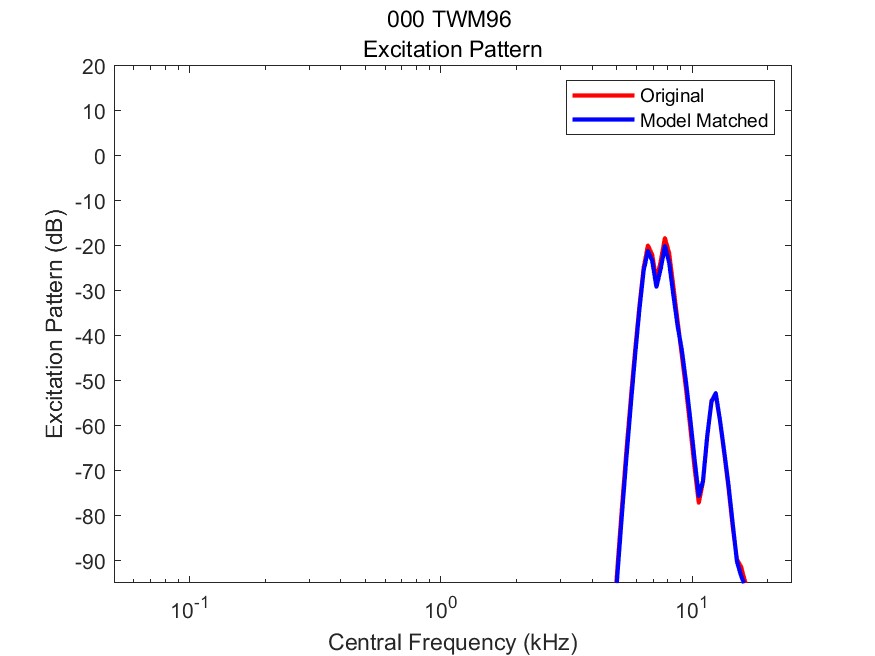 000 TWM96
Excitation Pattern
Original
Model Matched
20
10
0
-10
-20
-30
-40
-50
-60
-70
-80
-90
Excitation Pattern (dB)
10^-1
10^0
10^1
Central Frequency (kHz)